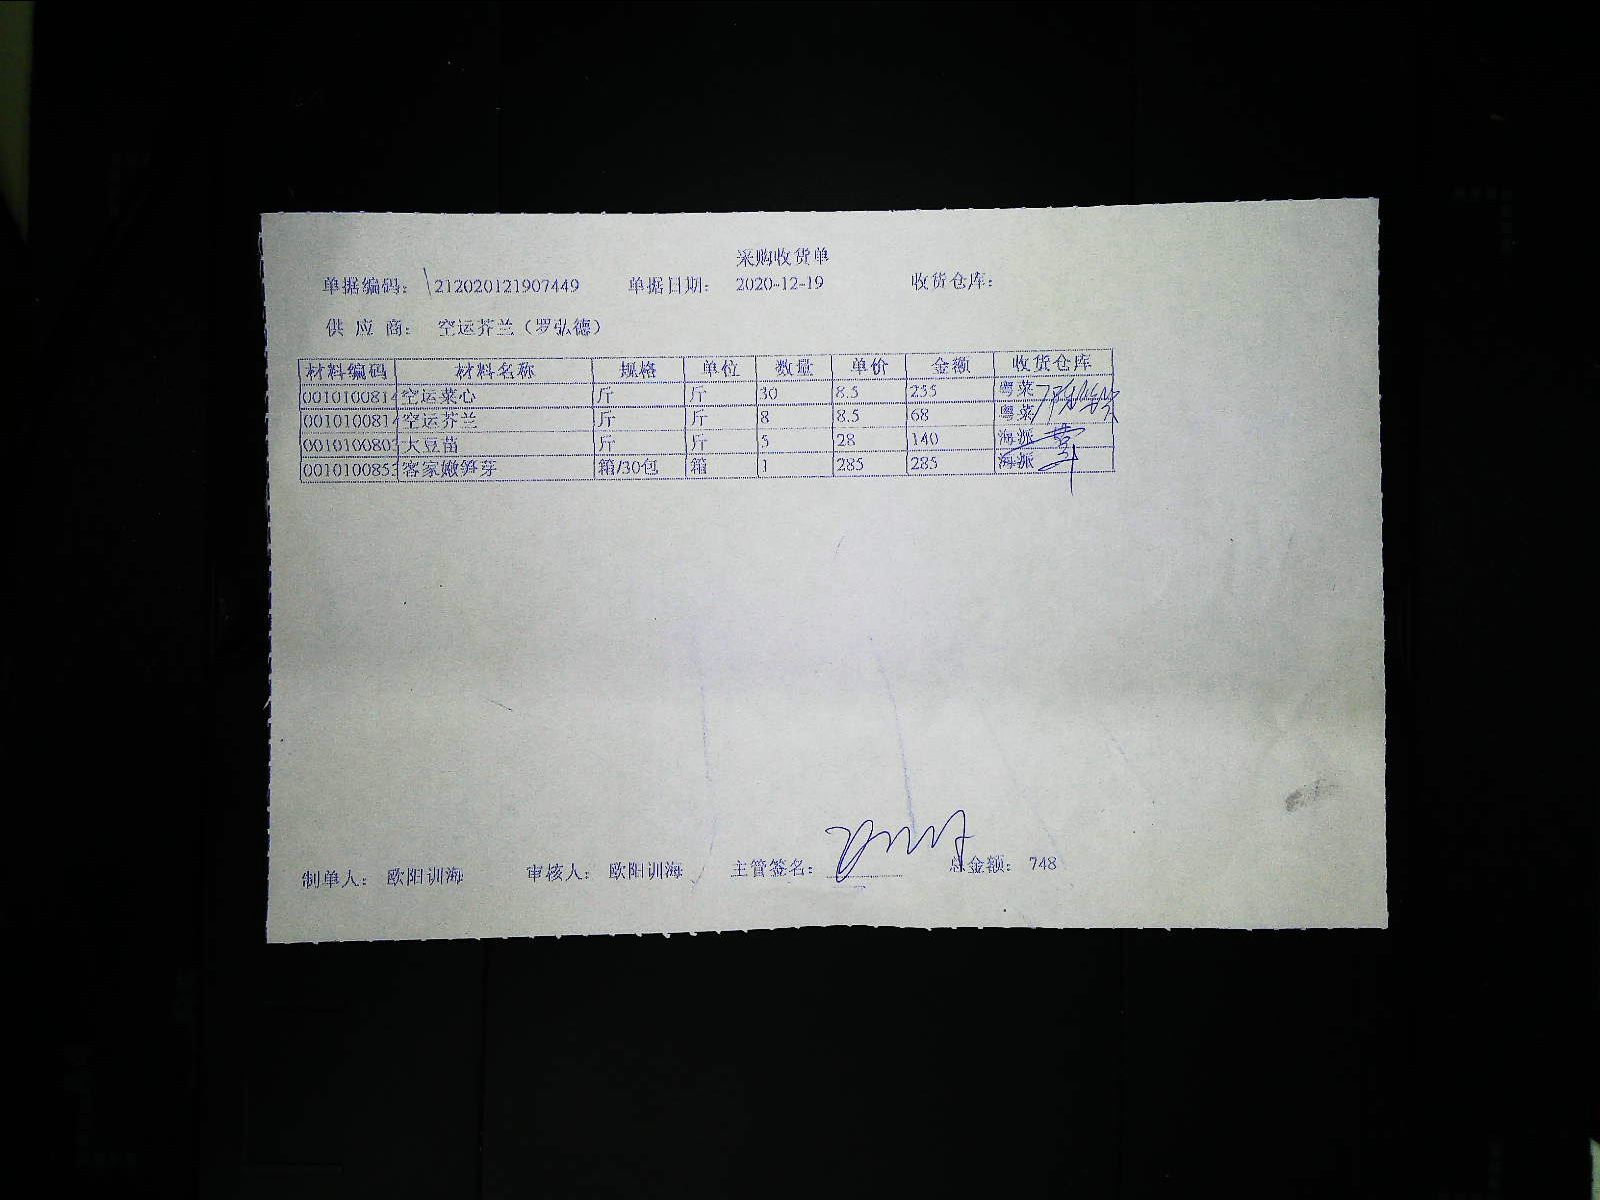 采购收货单
单据编码: 212020121907449 单据日期: 2020-12-19 收货仓库:
供应商: 空运芥兰（罗弘德）
材料编码 材料名称 规格 单位 数量 单价 金额 收货仓库
0010100814 空运菜心 斤 斤 30 8.5 255 粤菜
0010100814 空运芥兰 斤 斤 8 8.5 68 粤菜
0010100803 大豆苗 斤 斤 5 28 140 海派
0010100853 客家嫩笋芽 箱/30包 箱 1 285 285 海派
制单人: 欧阳训海 审核人: 欧阳训海 主管签名: 总金额: 748